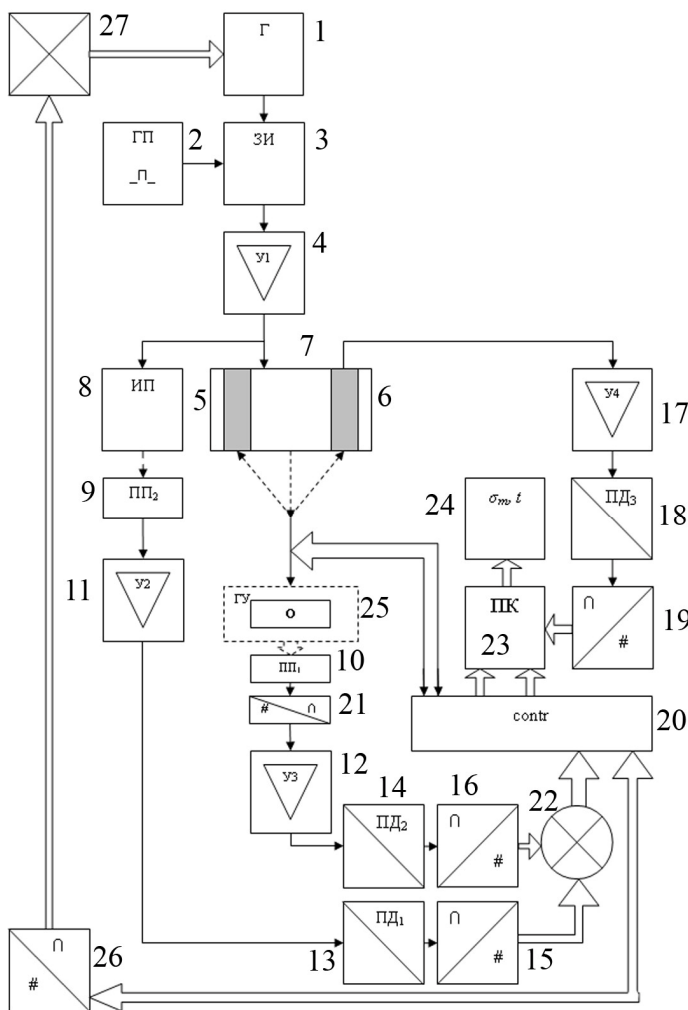 27
Г
1
ГП
_П_
2
ЗИ
3
У1
4
7
8
ИП
5
6
У4
17
9
ПП₂
24
σm, t
ПД₃
18
11
У2
ГУ
О
25
ПК
23
∩
#
19
ПП₁
10
#
∩
21
contr
20
У3
12
14
16
22
ПД₂
∩
#
ПД₁
13
∩
#
15
∩
#
26